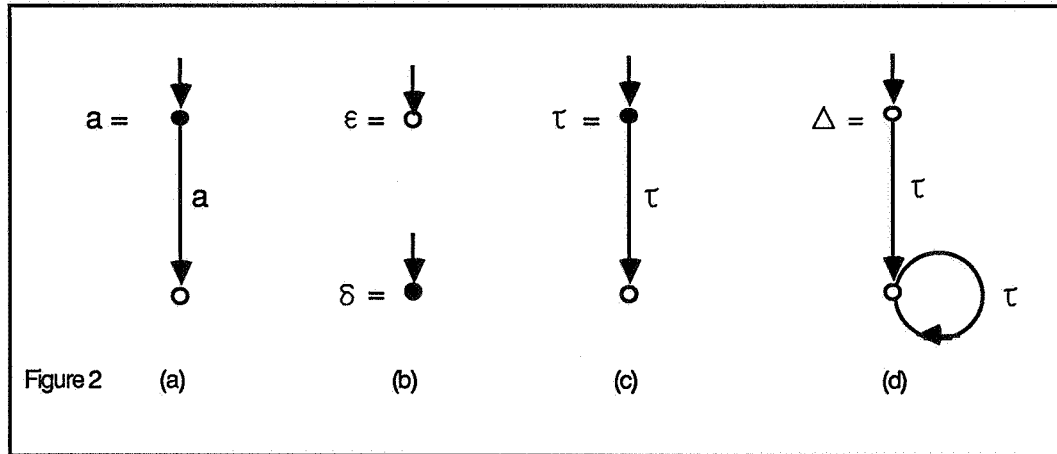 a =
a
ε =
δ =
τ =
τ
Δ =
τ
τ
Figure 2 (a) (b) (c) (d)